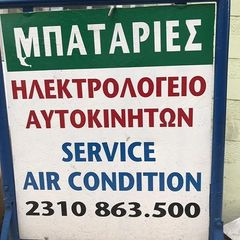 ΜΠΑΤΑΡΙΕΣ
ΗΛΕΚΤΡΟΛΟΓΕΙΟ
ΑΥΤΟΚΙΝΗΤΩΝ
SERVICE
AIR CONDITION
2310 863.500